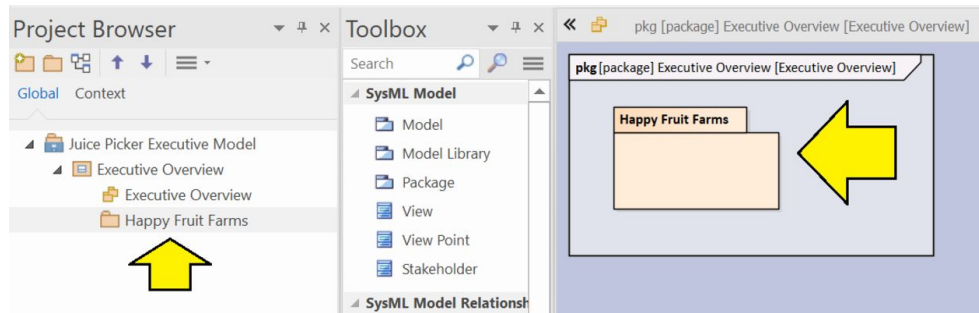 Project Browser
Global Context
Juice Picker Executive Model
Executive Overview
Executive Overview
Happy Fruit Farms
Toolbox
Search
SysML Model
Model
Model Library
Package
View
View Point
Stakeholder
SysML Model Relationsh
pkg [package] Executive Overview [Executive Overview]
pkg [package] Executive Overview [Executive Overview]
Happy Fruit Farms